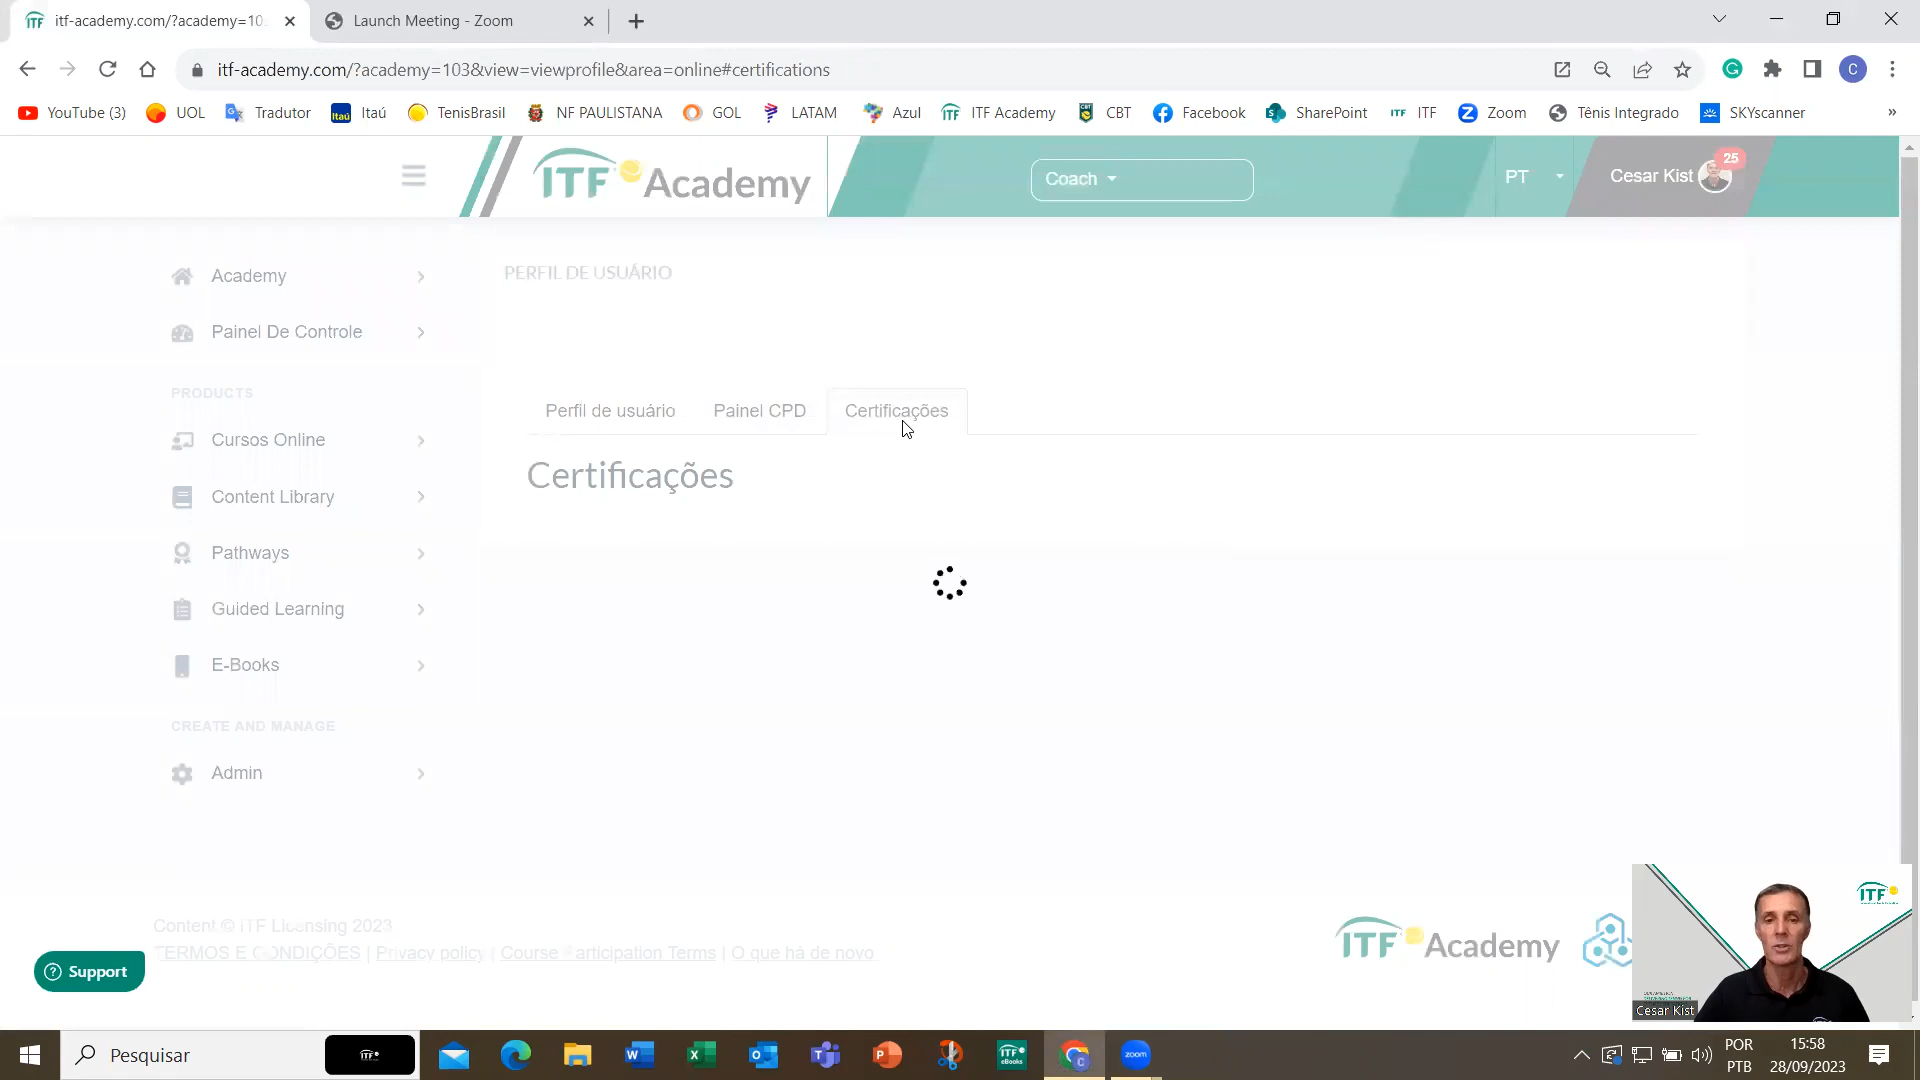 itf-academy.com/?academy=10
Launch Meeting - Zoom
itf-academy.com/?academy=103&view=viewprofile&area=online#certifications
C
YouTube (3)
UOL
Tradutor
Itaú
TenisBrasil
NF PAULISTANA
GOL
LATAM
Azul
ITF Academy
CBT
Facebook
SharePoint
ITF
Zoom
Tênis Integrado
SKYscanner
»
ITF Academy
Coach
PT
Cesar Kist
25
Academy
Painel De Controle
PRODUCTS
Cursos Online
Content Library
Pathways
Guided Learning
E-Books
CREATE AND MANAGE
Admin
PERFIL DE USUÁRIO
Perfil de usuário
Painel CPD
Certificações
Certificações
Content © ITF Licensing 2023
TERMOS E CONDIÇÕES | Privacy policy | Course Participation Terms | O que há de novo
Support
ITF Academy
ITF
Cesar Kist
Pesquisar
ITF
ITF
eBooks
zoom
POR
PTB
15:58
28/09/2023